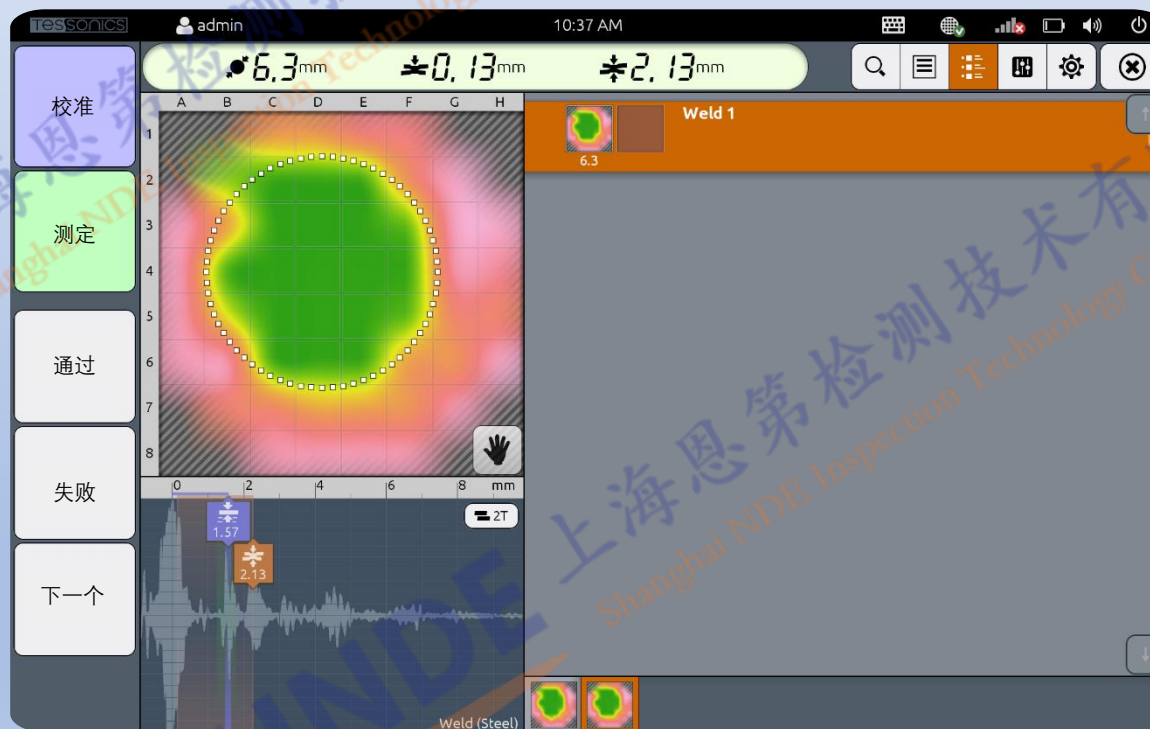 TESSONICS
admin
10:37 AM
6.3mm
0.13mm
2.13mm
校准
测定
通过
失败
下一个
A B C D E F G H
1
2
3
4
5
6
7
8
0 2 4 6 8 mm
2T
1.57
2.13
Weld (Steel)
Weld 1
6.3
上海恩第检测技术有
Shanghai NDE Inspection Technology C
NDE